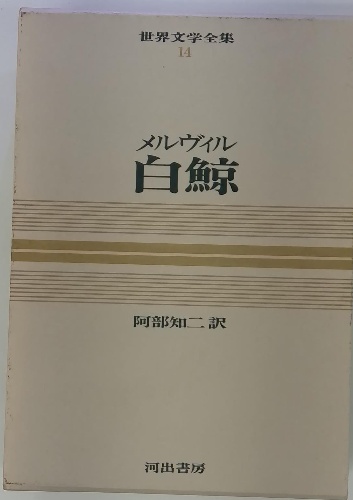 世界文学全集
14
メルヴィル
白鯨
阿部知二訳
河出書房